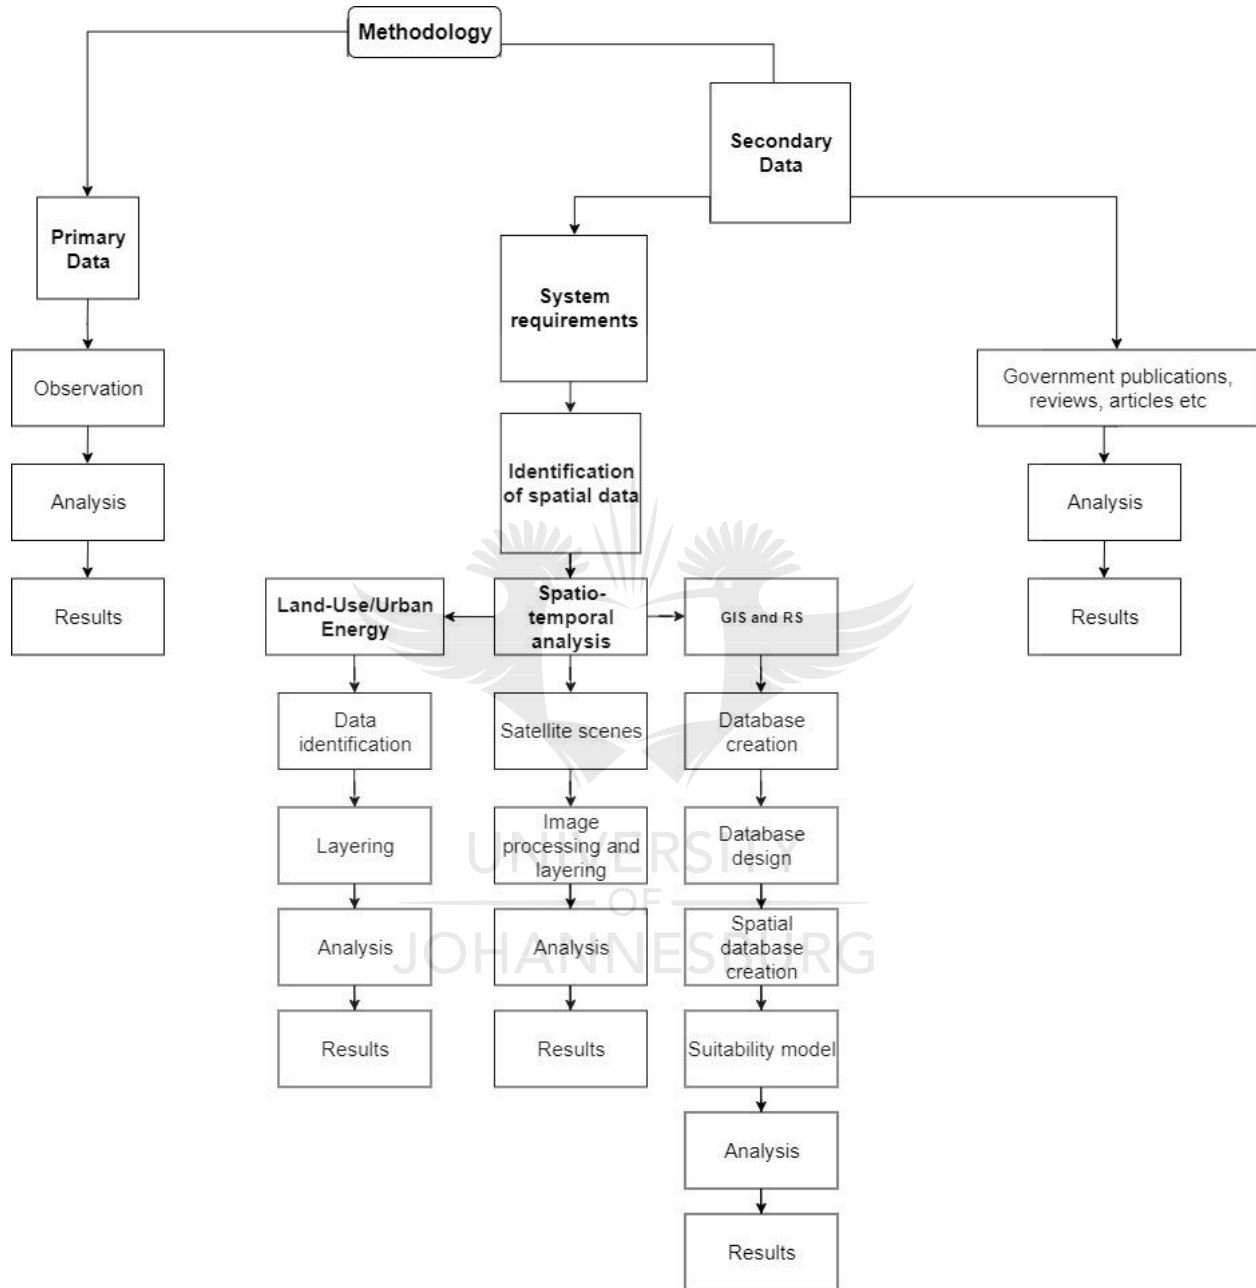 Methodology
Secondary
Data
Primary
Data
System
requirements
Observation
Government publications,
reviews, articles etc
Identification
of spatial data
Analysis
Analysis
Results
Land-Use/Urban
Energy
Spatio-
temporal
analysis
GIS and RS
Results
Data
identification
Satellite scenes
Database
creation
Layering
Image
processing and
layering
Database
design
Analysis
Analysis
Spatial
database
creation
Results
Results
Suitability model
Analysis
Results
UNIVERSITY
OF
JOHANNESBURG